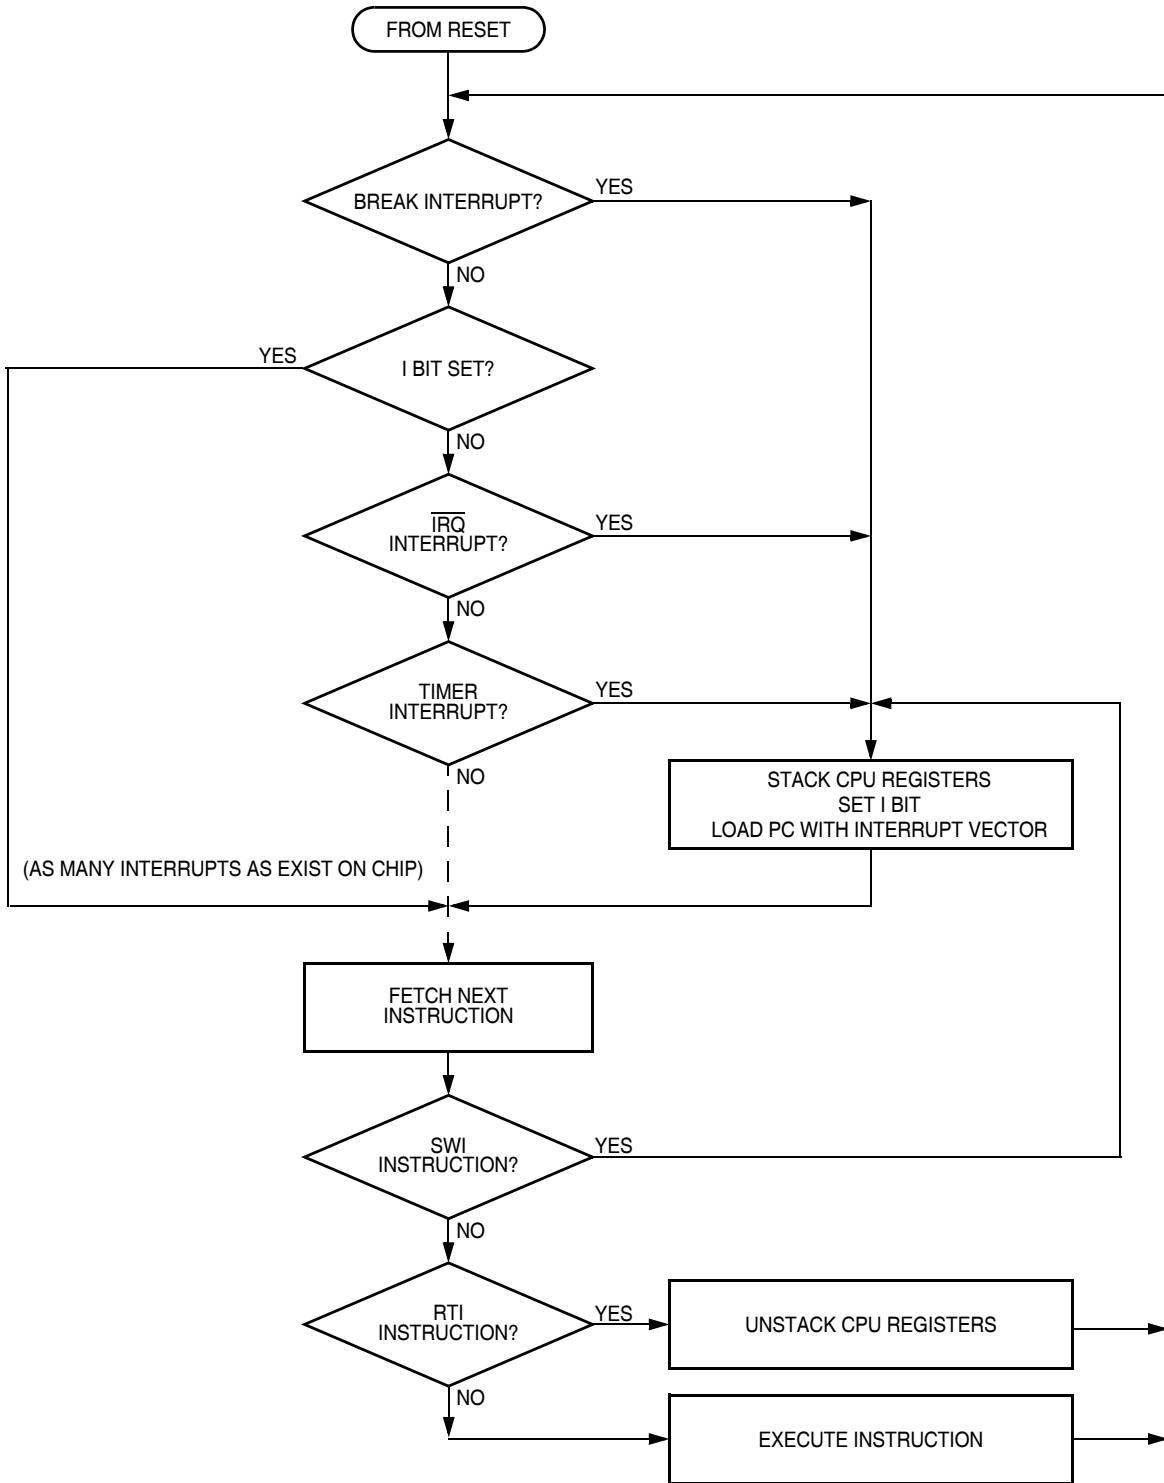 FROM RESET
BREAK INTERRUPT?
YES
NO
I BIT SET?
YES
NO
IRQ
INTERRUPT?
YES
NO
TIMER
INTERRUPT?
YES
NO
STACK CPU REGISTERS
SET I BIT
LOAD PC WITH INTERRUPT VECTOR
(AS MANY INTERRUPTS AS EXIST ON CHIP)
FETCH NEXT
INSTRUCTION
SWI
INSTRUCTION?
YES
NO
RTI
INSTRUCTION?
YES
UNSTACK CPU REGISTERS
NO
EXECUTE INSTRUCTION